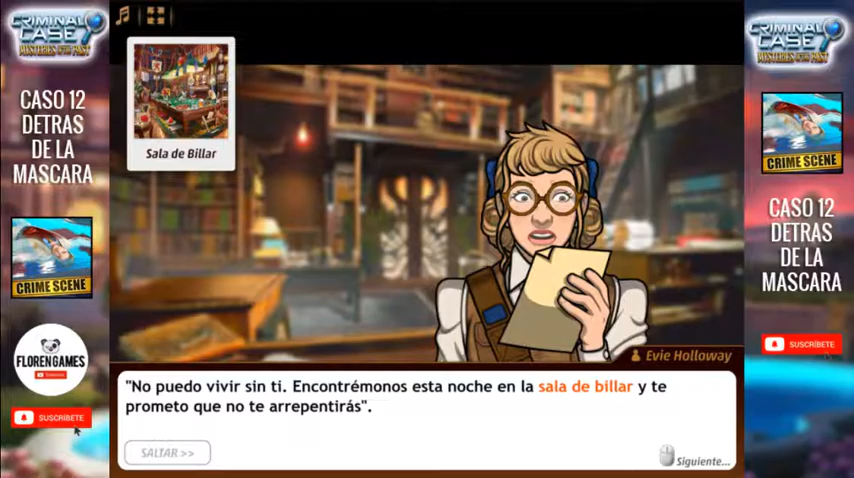 CRIMINAL
CASE
MYSTERIES OF THE PAST
CASO 12
DETRAS
DE LA
MASCARA
CRIME SCENE
FLORENGAMES
SUSCRÍBETE
Sala de Billar
Evie Holloway
"No puedo vivir sin ti. Encontrémonos esta noche en la sala de billar y te
prometo que no te arrepentirás".
SALTAR >>
Siguiente...
CRIMINAL
CASE
MYSTERIES OF THE PAST
CRIME SCENE
CASO 12
DETRAS
DE LA
MASCARA
SUSCRÍBETE